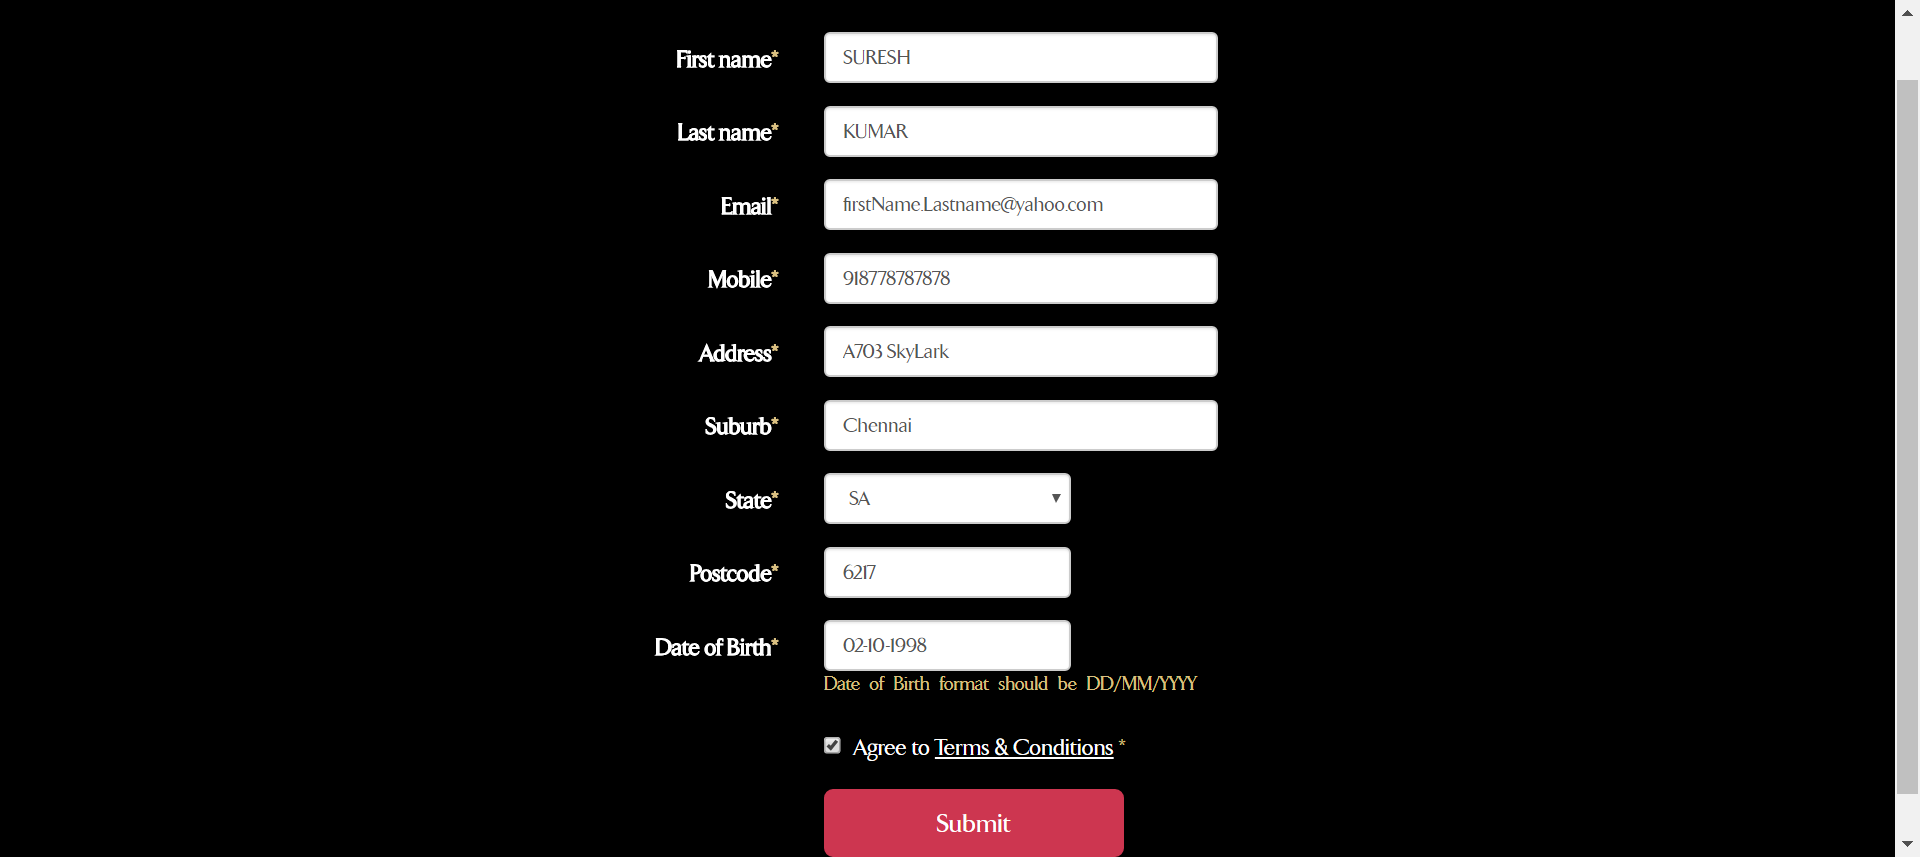 First name* SURESH
Last name* KUMAR
Email* firstName.Lastname@yahoo.com
Mobile* 918778787878
Address* A703 SkyLark
Suburb* Chennai
State* SA
Postcode* 6217
Date of Birth* 02-10-1998
Date of Birth format should be DD/MM/YYYY
Agree to Terms & Conditions *
Submit